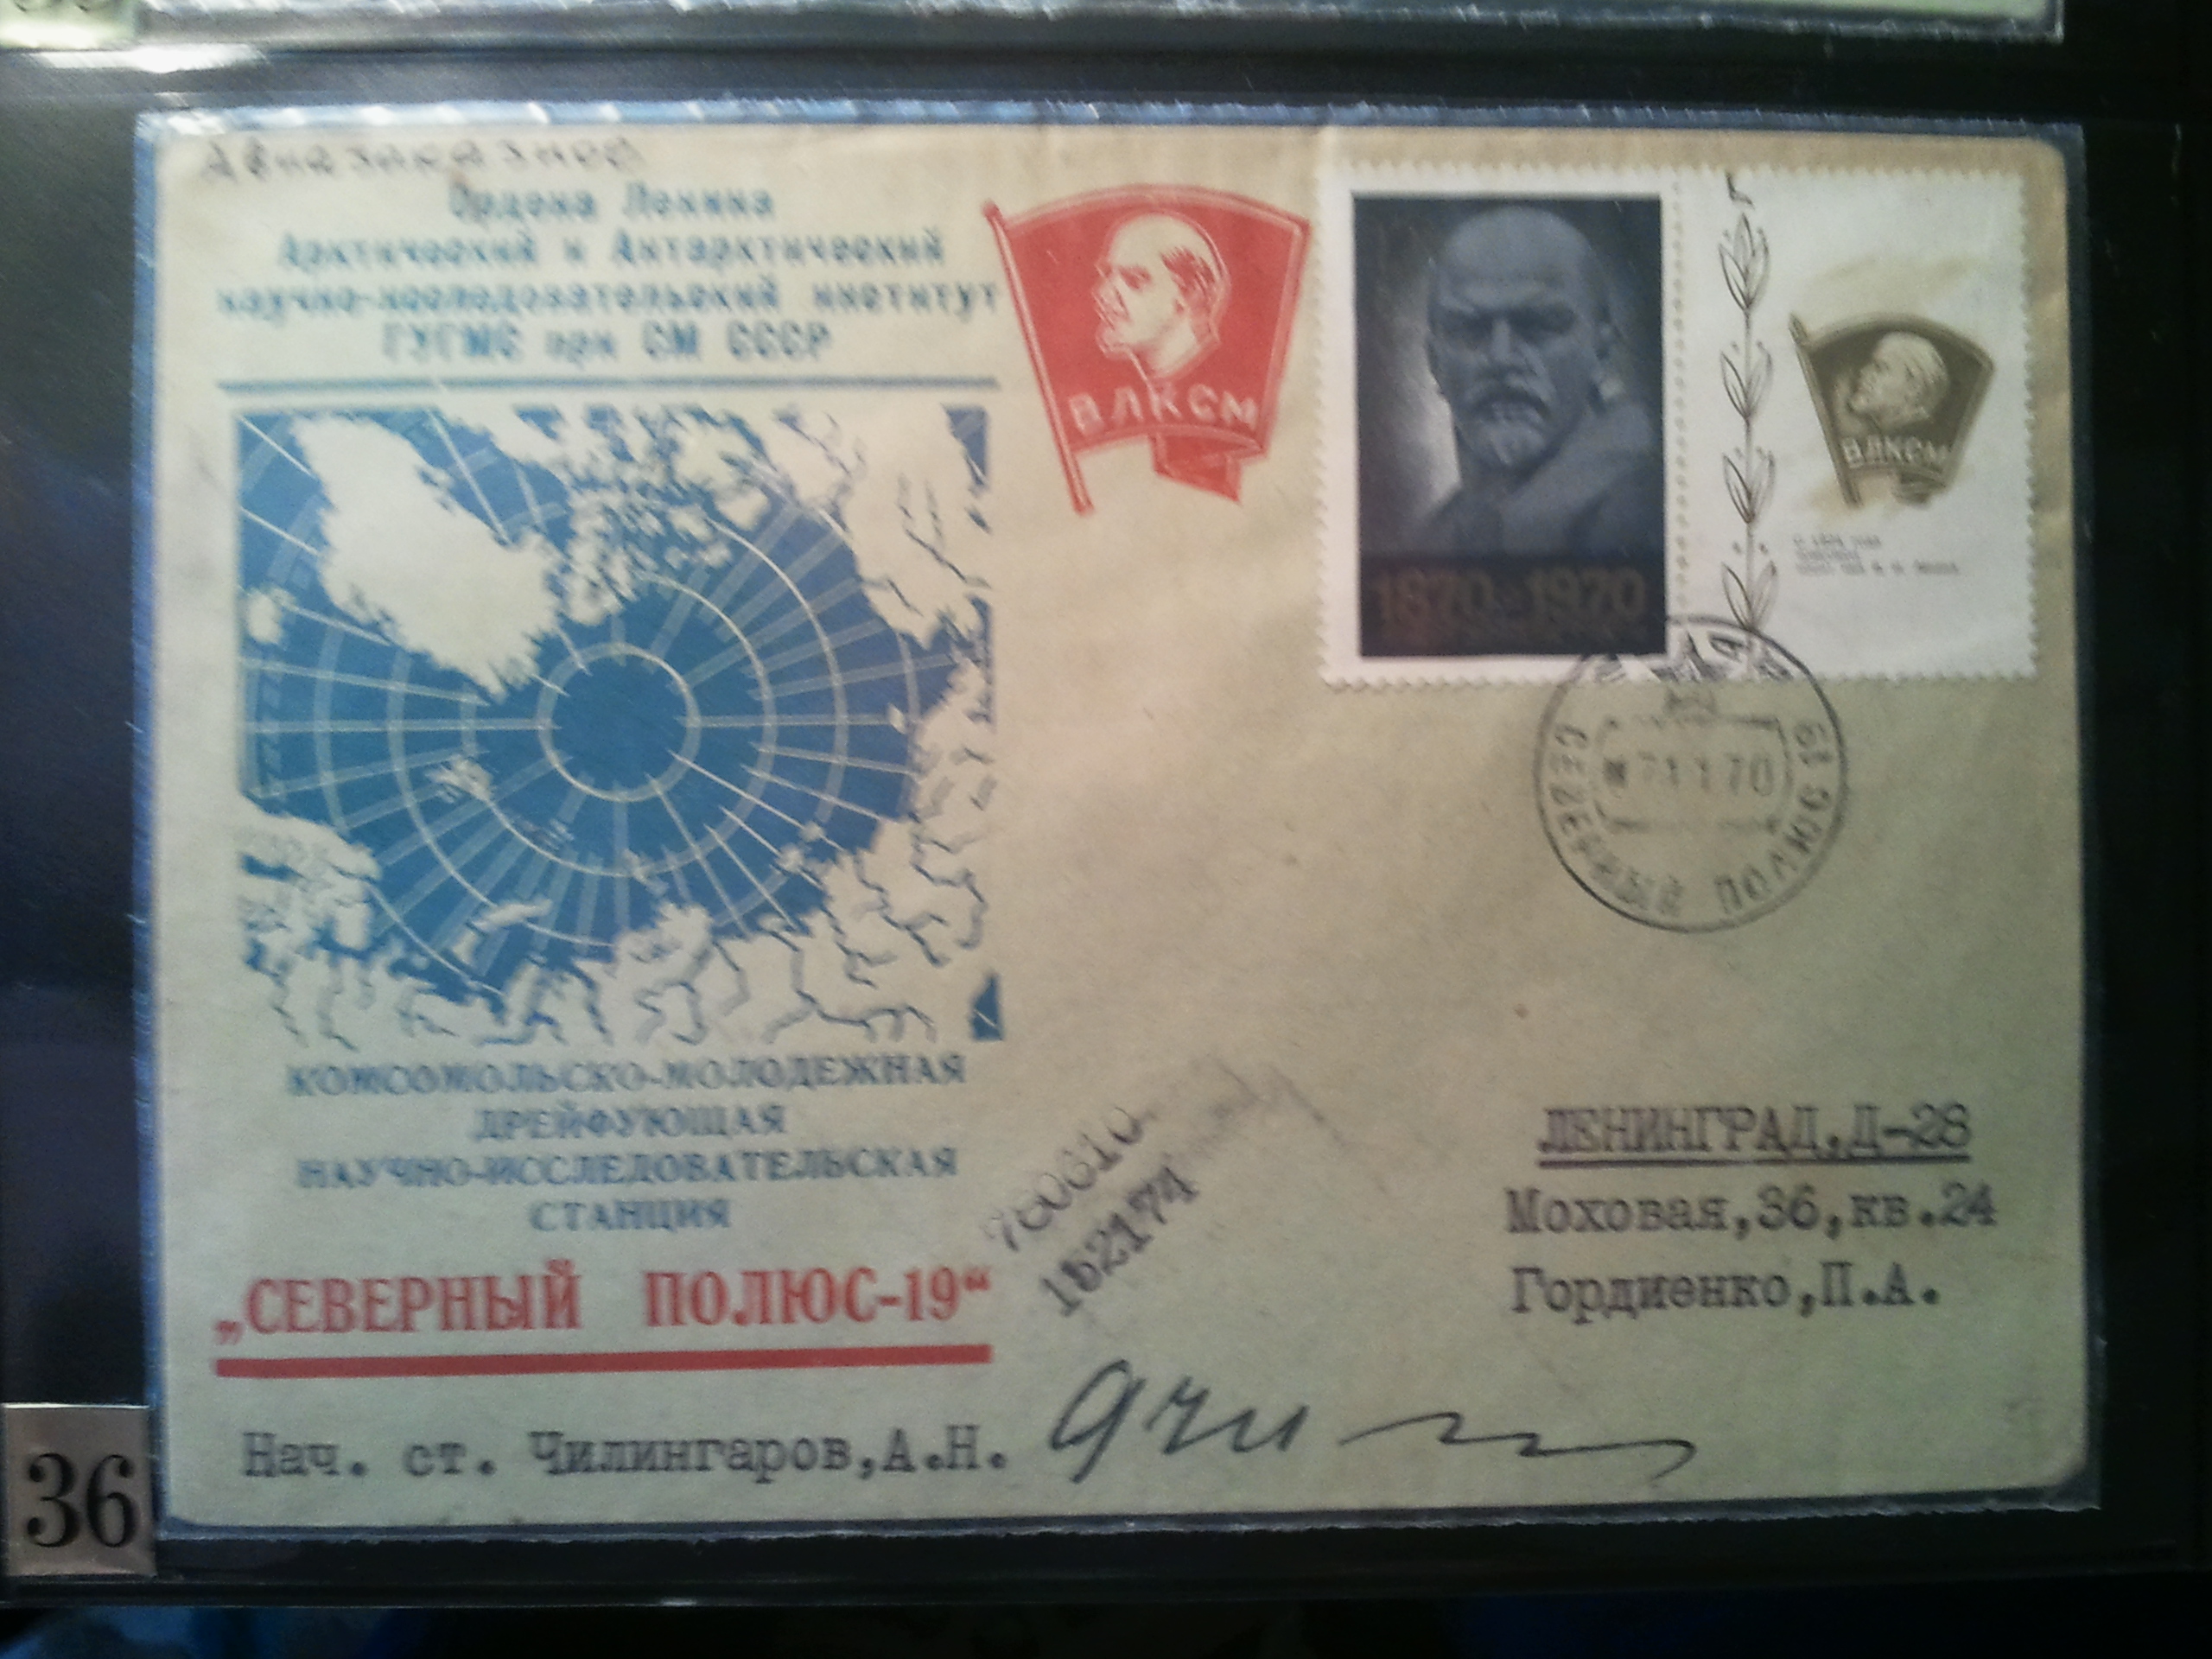 Авиазаказное
Ордена Ленина
Арктический и Антарктический
научно-исследовательский институт
ГУГМС при СМ СССР
ВЛКСМ
1870 1970
ВЛКСМ
СЕВЕРНЫЙ ПОЛЮС 19
КОМСОМОЛЬСКО-МОЛОДЕЖНАЯ
ДРЕЙФУЮЩАЯ
НАУЧНО-ИССЛЕДОВАТЕЛЬСКАЯ
СТАНЦИЯ
„СЕВЕРНЫЙ ПОЛЮС-19“
152174
ЛЕНИНГРАД,Д-28
Моховая,36,кв.24
Гордиенко,П.А.
Нач. ст. Чилингаров,А.Н.
36